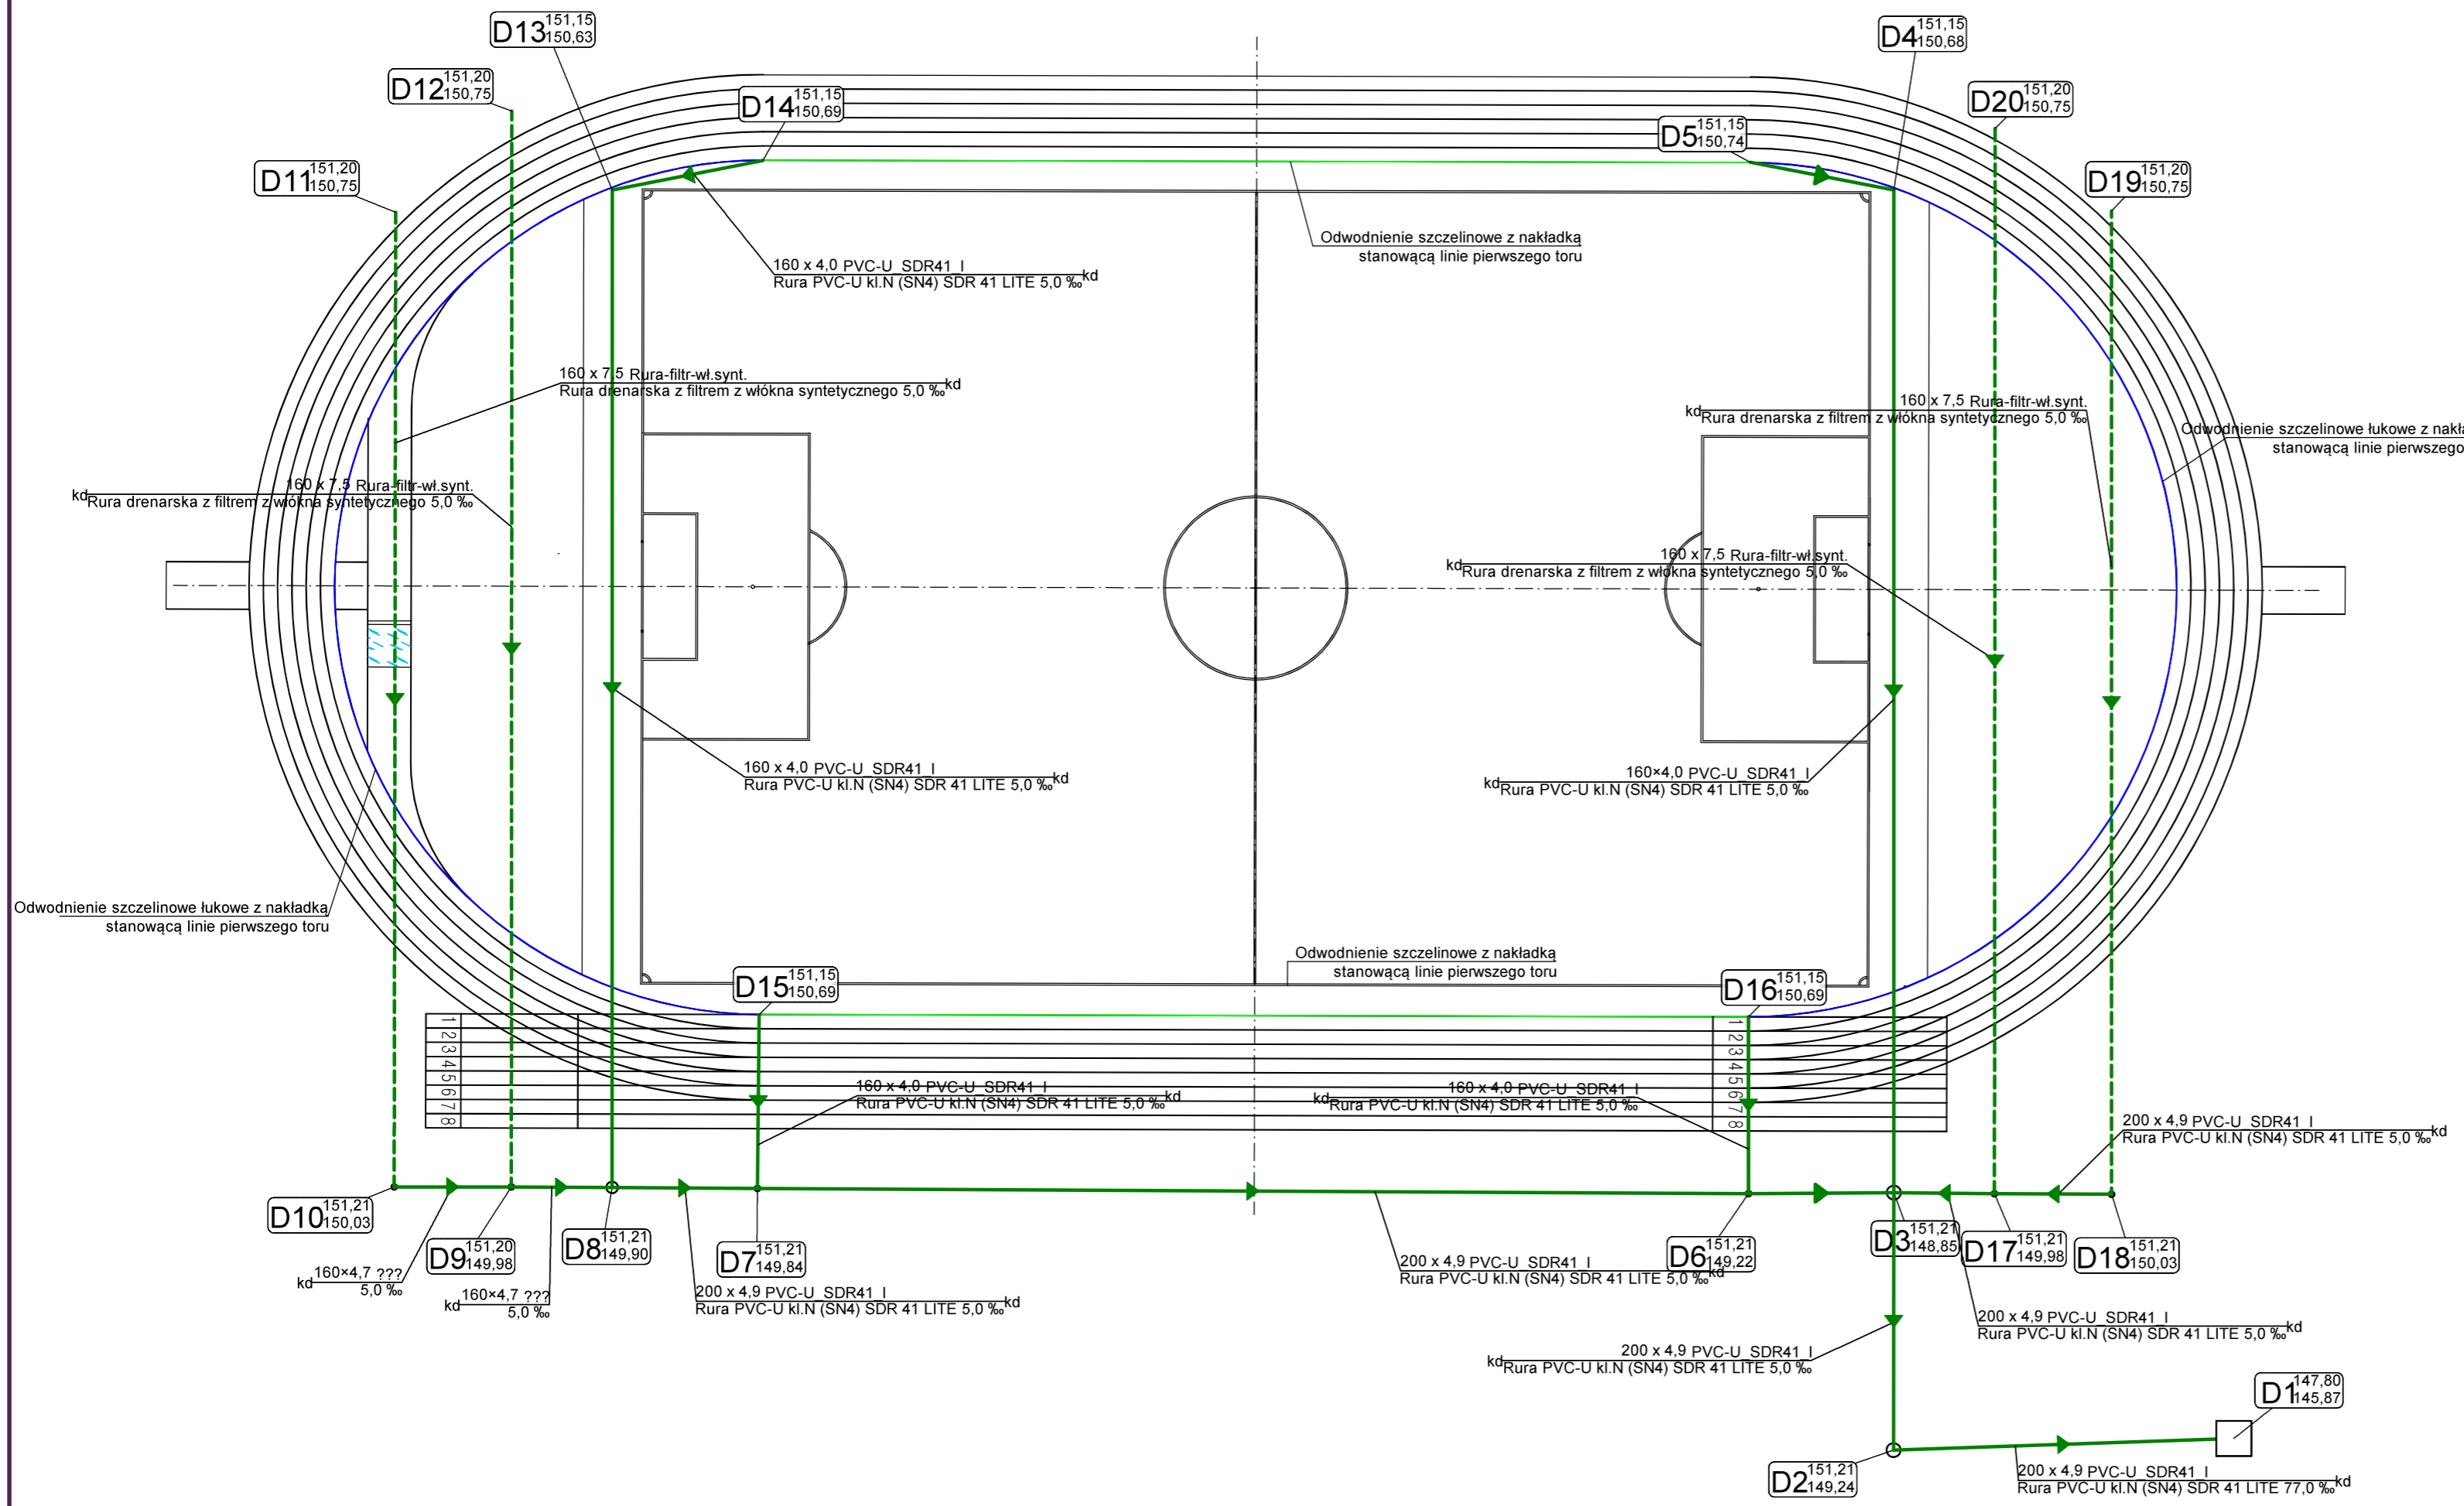 D13 151,15
150,63
D4 151,15
150,68
D12 151,20
150,75
D14 151,15
150,69
D5 151,15
150,74
D20 151,20
150,75
D11 151,20
150,75
D19 151,20
150,75
Odwodnienie szczelinowe z nakładką
stanowącą linie pierwszego toru
160 x 4,0 PVC-U_SDR41_I
Rura PVC-U kl.N (SN4) SDR 41 LITE 5,0 ‰ kd
160 x 7,5 Rura-filtr-wł.synt.
Rura drenarska z filtrem z włókna syntetycznego 5,0 ‰ kd
160 x 7,5 Rura-filtr-wł.synt.
kd Rura drenarska z filtrem z włókna syntetycznego 5,0 ‰
Odwodnienie szczelinowe łukowe z nakł
stanowącą linie pierwszego
160 x 7,5 Rura-filtr-wł.synt.
kd Rura drenarska z filtrem z włókna syntetycznego 5,0 ‰
160 x 7,5 Rura-filtr-wł.synt.
kd Rura drenarska z filtrem z włókna syntetycznego 5,0 ‰
160 x 4,0 PVC-U_SDR41_I
Rura PVC-U kl.N (SN4) SDR 41 LITE 5,0 ‰ kd
160×4,0 PVC-U_SDR41_I
kd Rura PVC-U kl.N (SN4) SDR 41 LITE 5,0 ‰
Odwodnienie szczelinowe łukowe z nakładką
stanowącą linie pierwszego toru
Odwodnienie szczelinowe z nakładką
stanowącą linie pierwszego toru
D15 151,15
150,69
D16 151,15
150,69
1
2
3
4
5
6
7
8
1
2
3
4
5
6
7
8
160 x 4,0 PVC-U_SDR41_I
Rura PVC-U kl.N (SN4) SDR 41 LITE 5,0 ‰ kd
160 x 4,0 PVC-U_SDR41_I
kd Rura PVC-U kl.N (SN4) SDR 41 LITE 5,0 ‰
200 x 4,9 PVC-U_SDR41_I
Rura PVC-U kl.N (SN4) SDR 41 LITE 5,0 ‰ kd
D10 151,21
150,03
D9 151,20
149,98
D8 151,21
149,90
D7 151,21
149,84
D6 151,21
149,22
D3 151,21
148,85
D17 151,21
149,98
D18 151,21
150,03
160×4,7 ???
kd 5,0 ‰
160×4,7 ???
kd 5,0 ‰
200 x 4,9 PVC-U_SDR41_I
Rura PVC-U kl.N (SN4) SDR 41 LITE 5,0 ‰ kd
200 x 4,9 PVC-U_SDR41_I
Rura PVC-U kl.N (SN4) SDR 41 LITE 5,0 ‰ kd
200 x 4,9 PVC-U_SDR41_I
Rura PVC-U kl.N (SN4) SDR 41 LITE 5,0 ‰ kd
200 x 4,9 PVC-U_SDR41_I
kd Rura PVC-U kl.N (SN4) SDR 41 LITE 5,0 ‰
D1 147,80
145,87
D2 151,21
149,24
200 x 4,9 PVC-U_SDR41_I
Rura PVC-U kl.N (SN4) SDR 41 LITE 77,0 ‰ kd